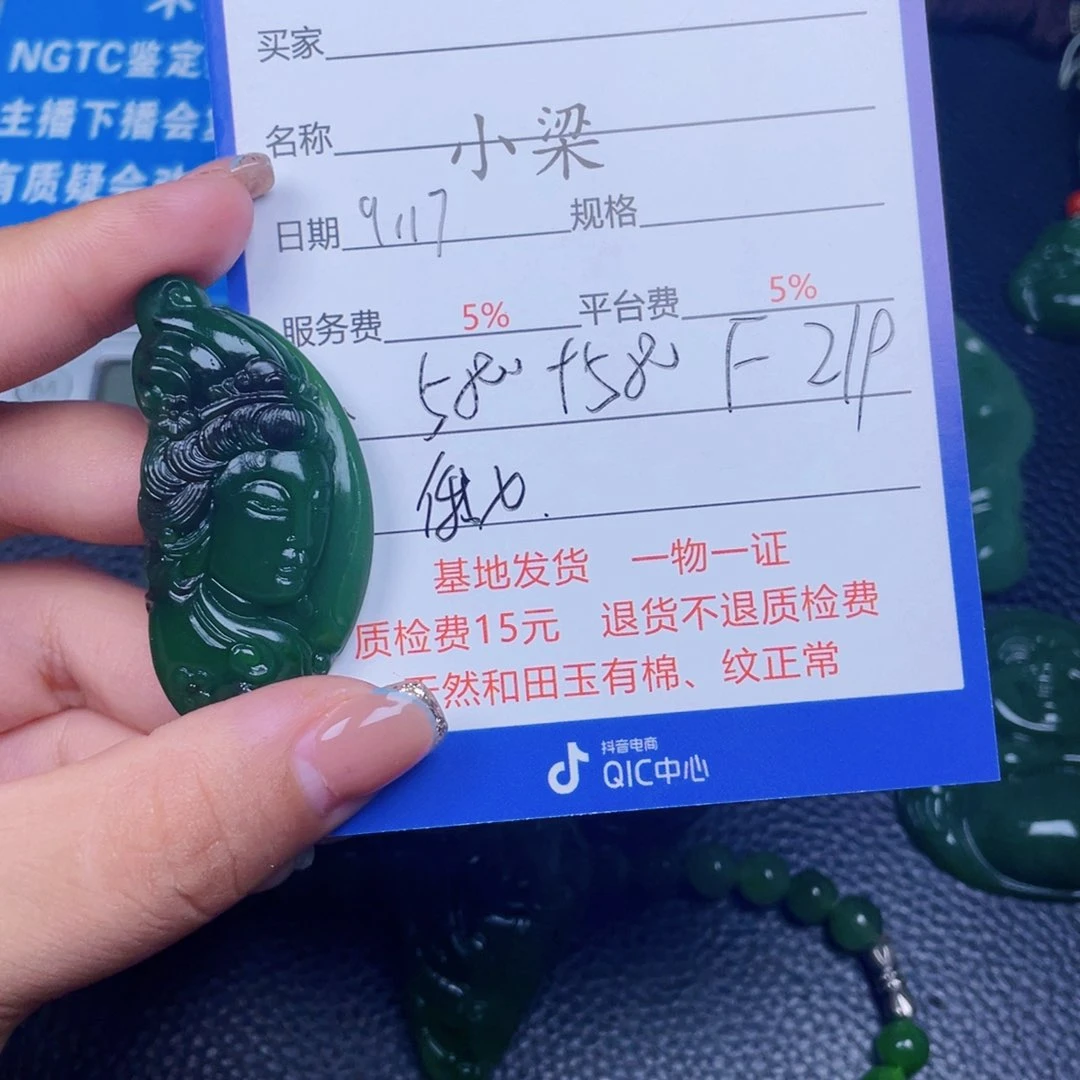 NGTC鉴定
主播下播会
有质疑会
买家
名称 小梁
日期 9.17 规格
服务费 5% 平台费 5%
F
基地发货 一物一证
质检费15元 退货不退质检费
天然和田玉有棉、纹正常
抖音电商
QIC中心